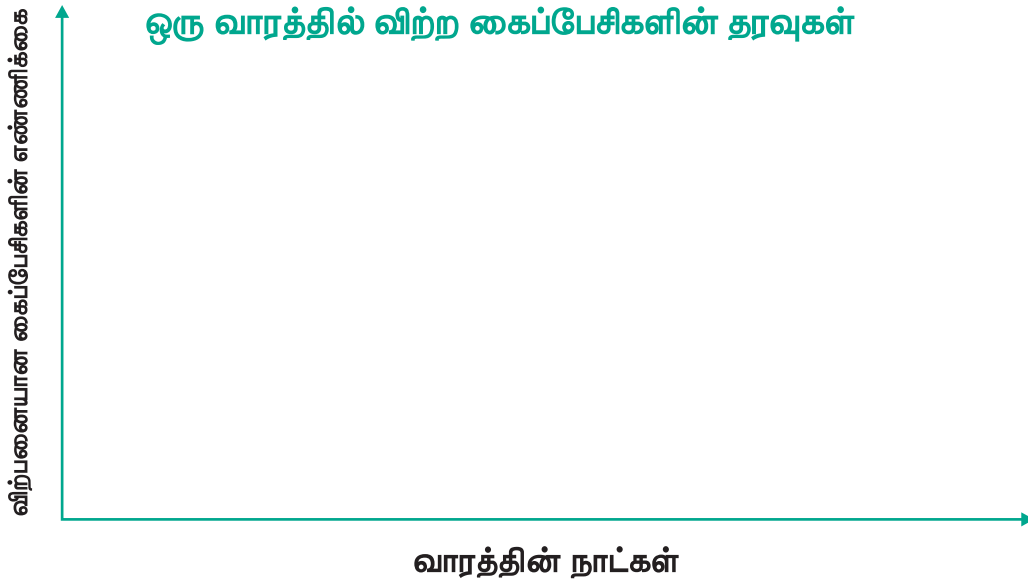 ஒரு வாரத்தில் விற்ற கைப்பேசிகளின் தரவுகள்
விற்பனையான கைப்பேசிகளின் எண்ணிக்கை
வாரத்தின் நாட்கள்